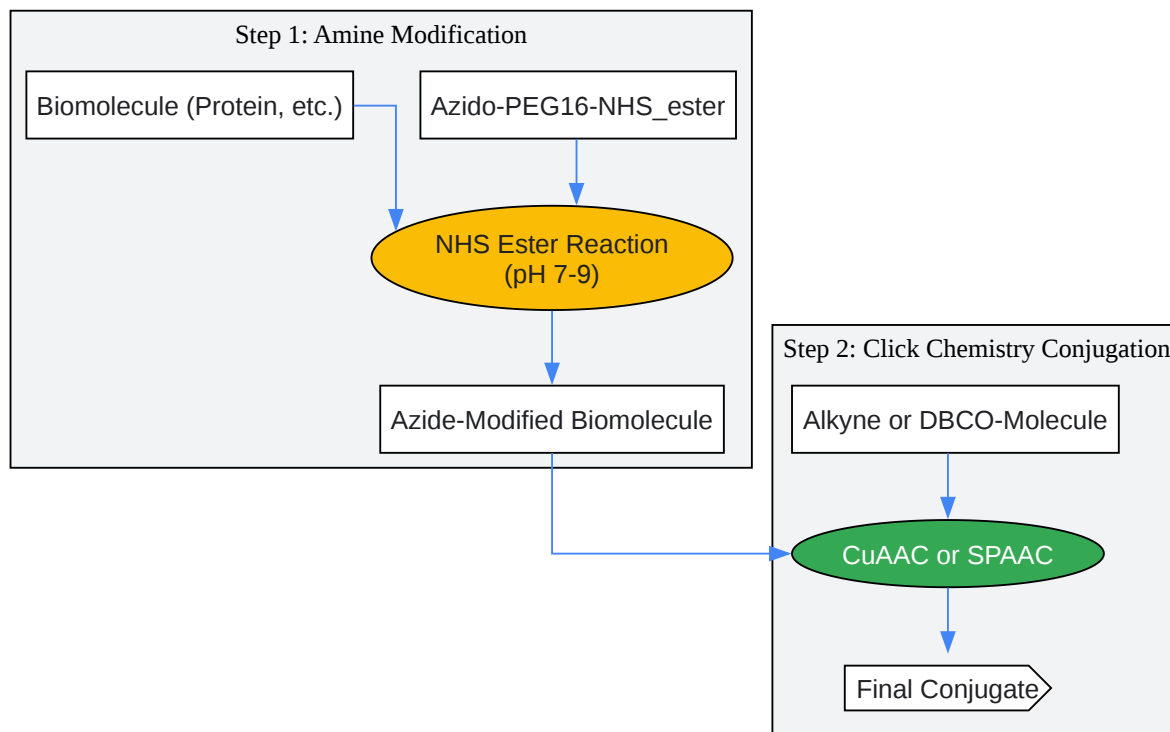 Step 1: Amine Modification
Biomolecule (Protein, etc.)
Azido-PEG16-NHS_ester
NHS Ester Reaction
(pH 7-9)
Azide-Modified Biomolecule
Step 2: Click Chemistry Conjugation
Alkyne or DBCO-Molecule
CuAAC or SPAAC
Final Conjugate